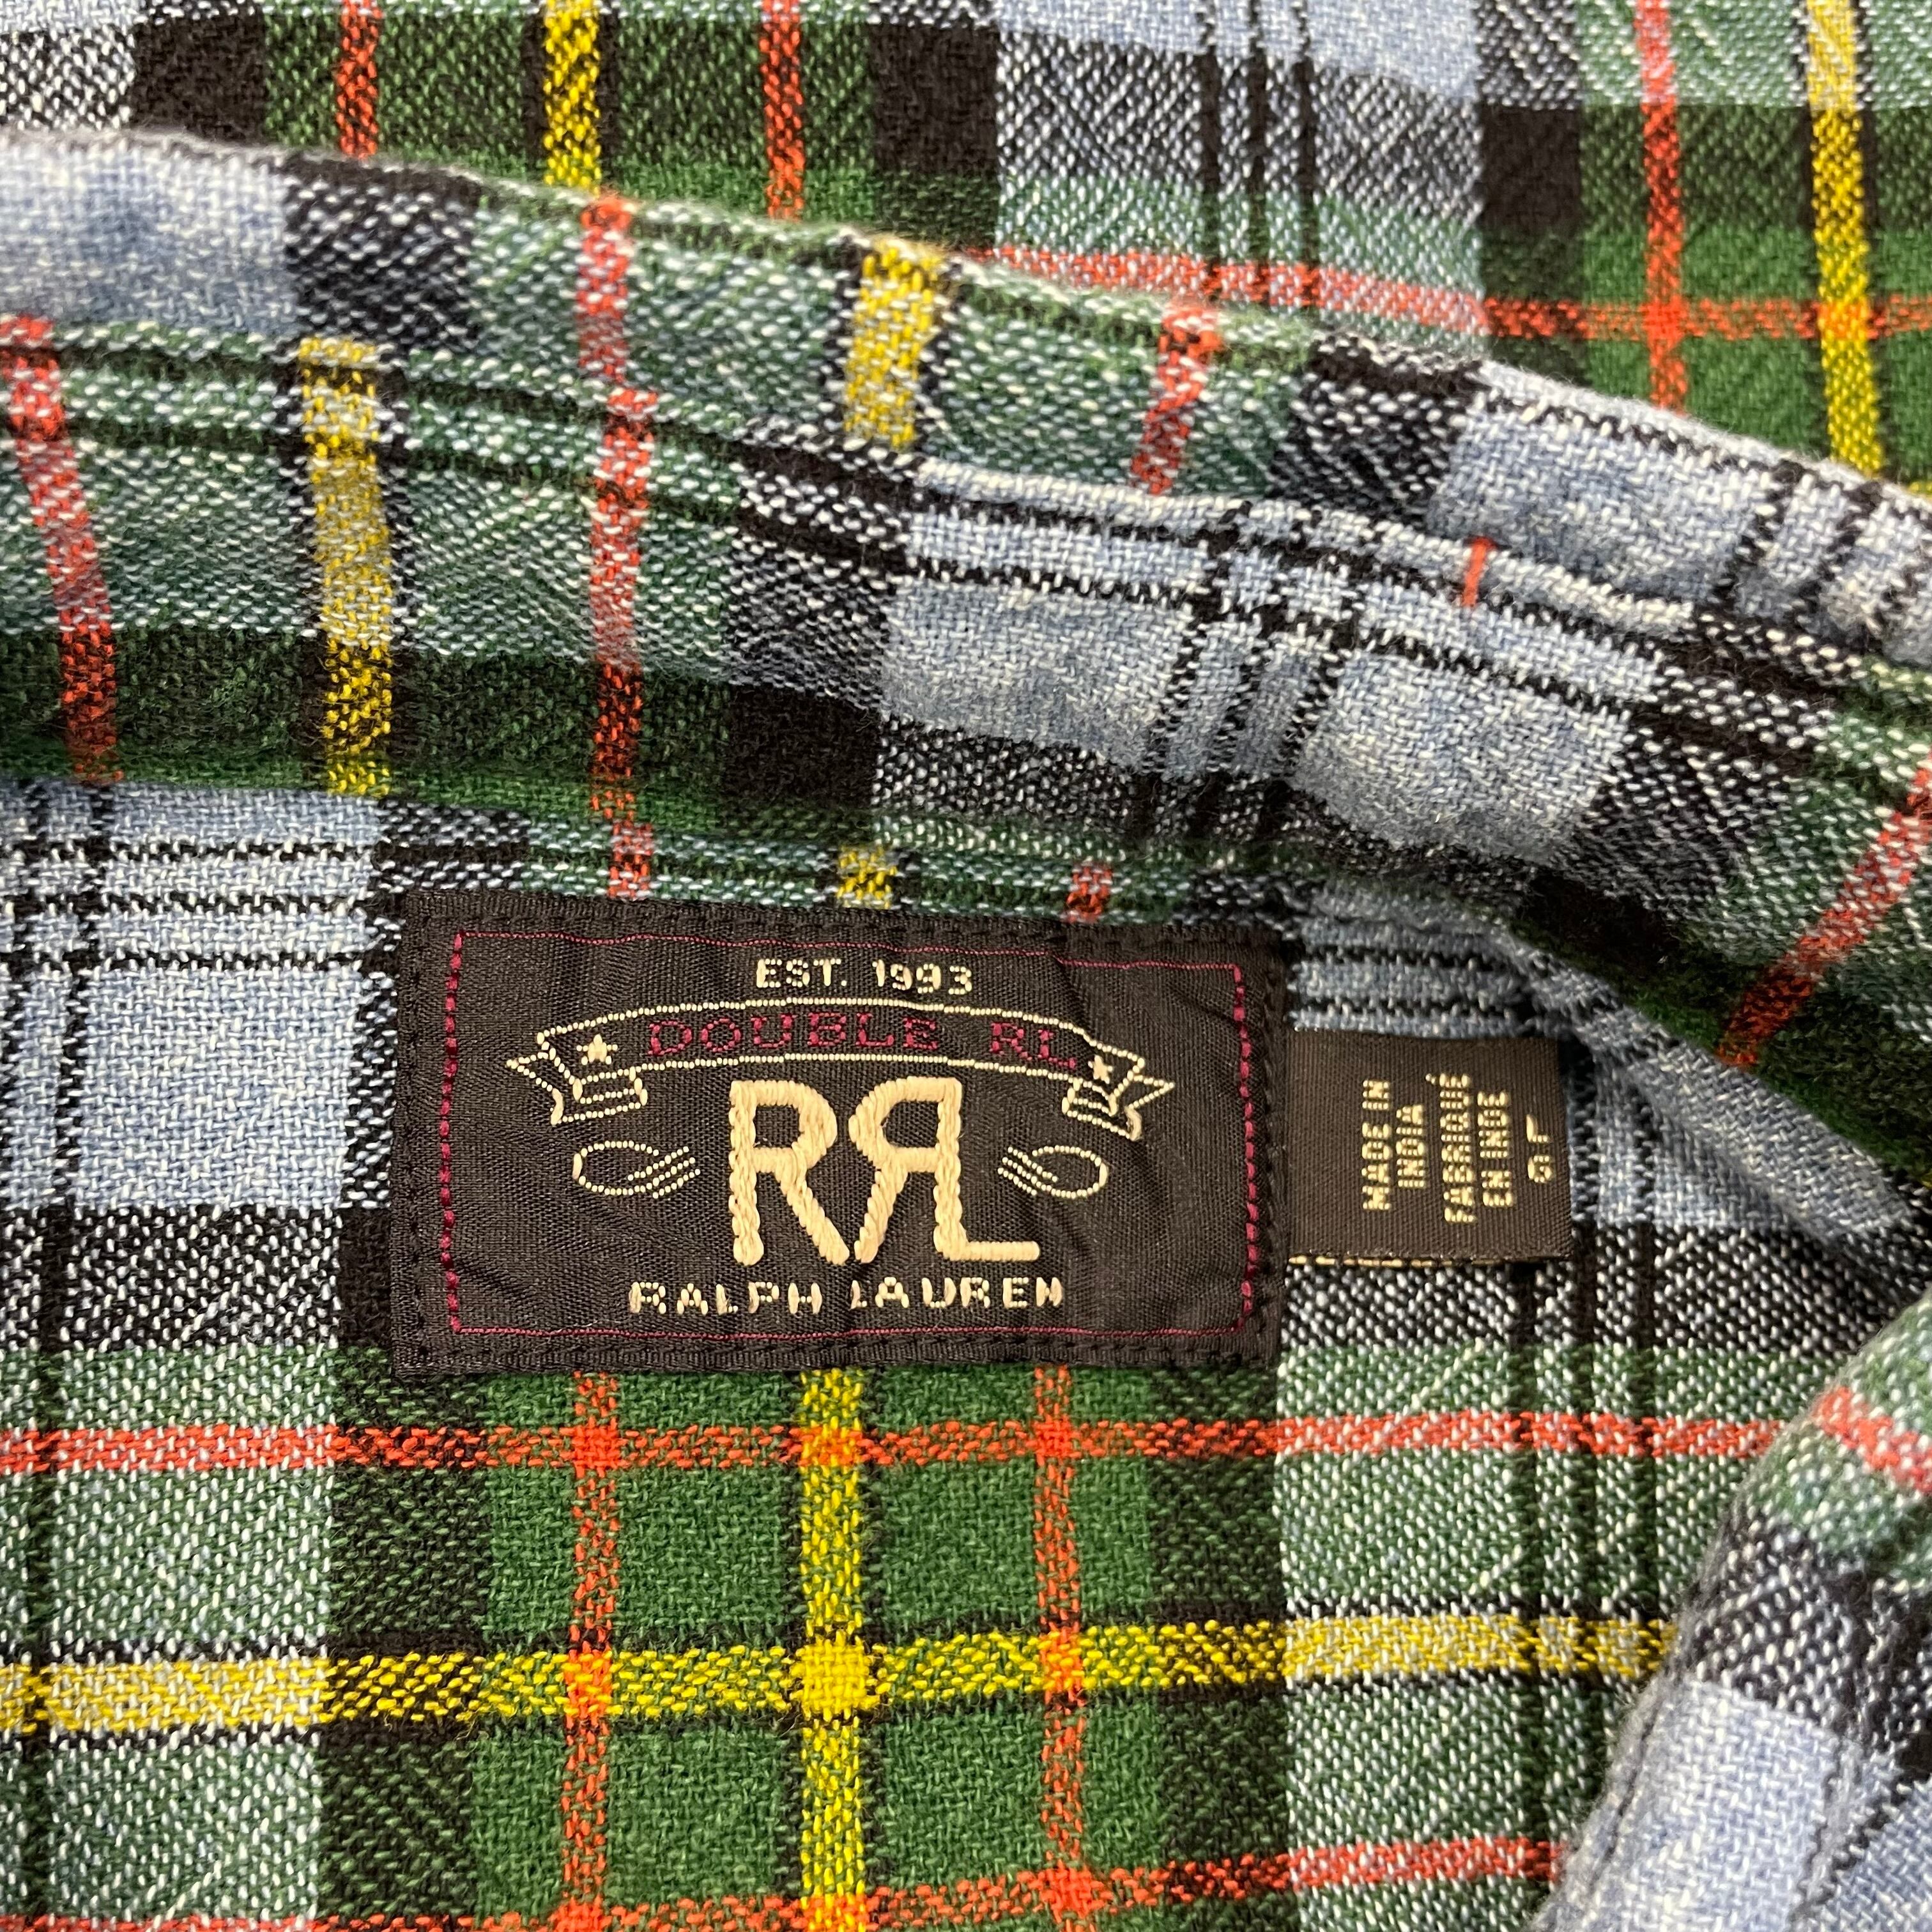 EST. 1993
DOUBLE RL
RRL
RALPH LAUREN
MADE IN
INDIA
FABRIQUÉ
EN INDE